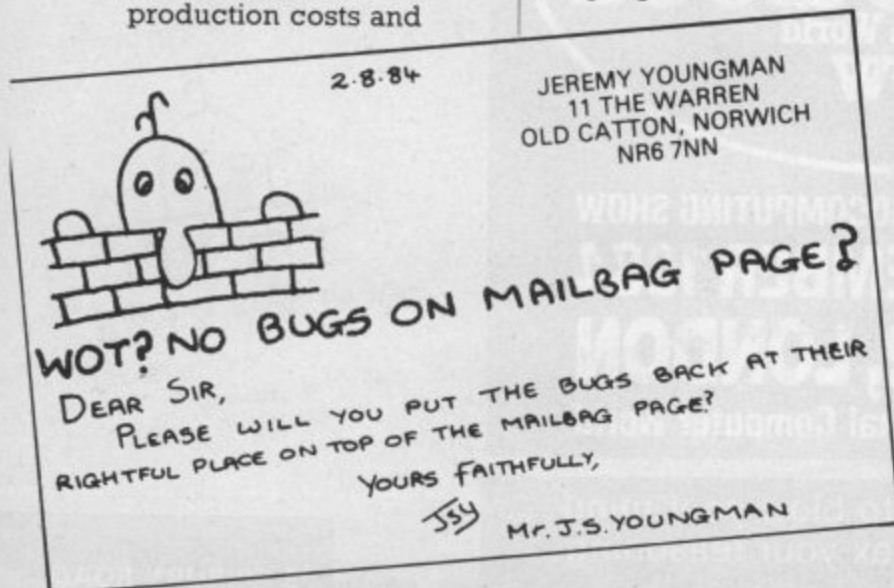 production costs and
2.8.84
JEREMY YOUNGMAN
11 THE WARREN
OLD CATTON, NORWICH
NR6 7NN
WOT? NO BUGS ON MAILBAG PAGE?
DEAR SIR,
PLEASE WILL YOU PUT THE BUGS BACK AT THEIR
RIGHTFUL PLACE ON TOP OF THE MAILBAG PAGE?
YOURS FAITHFULLY,
JSY
Mr. J.S. YOUNGMAN